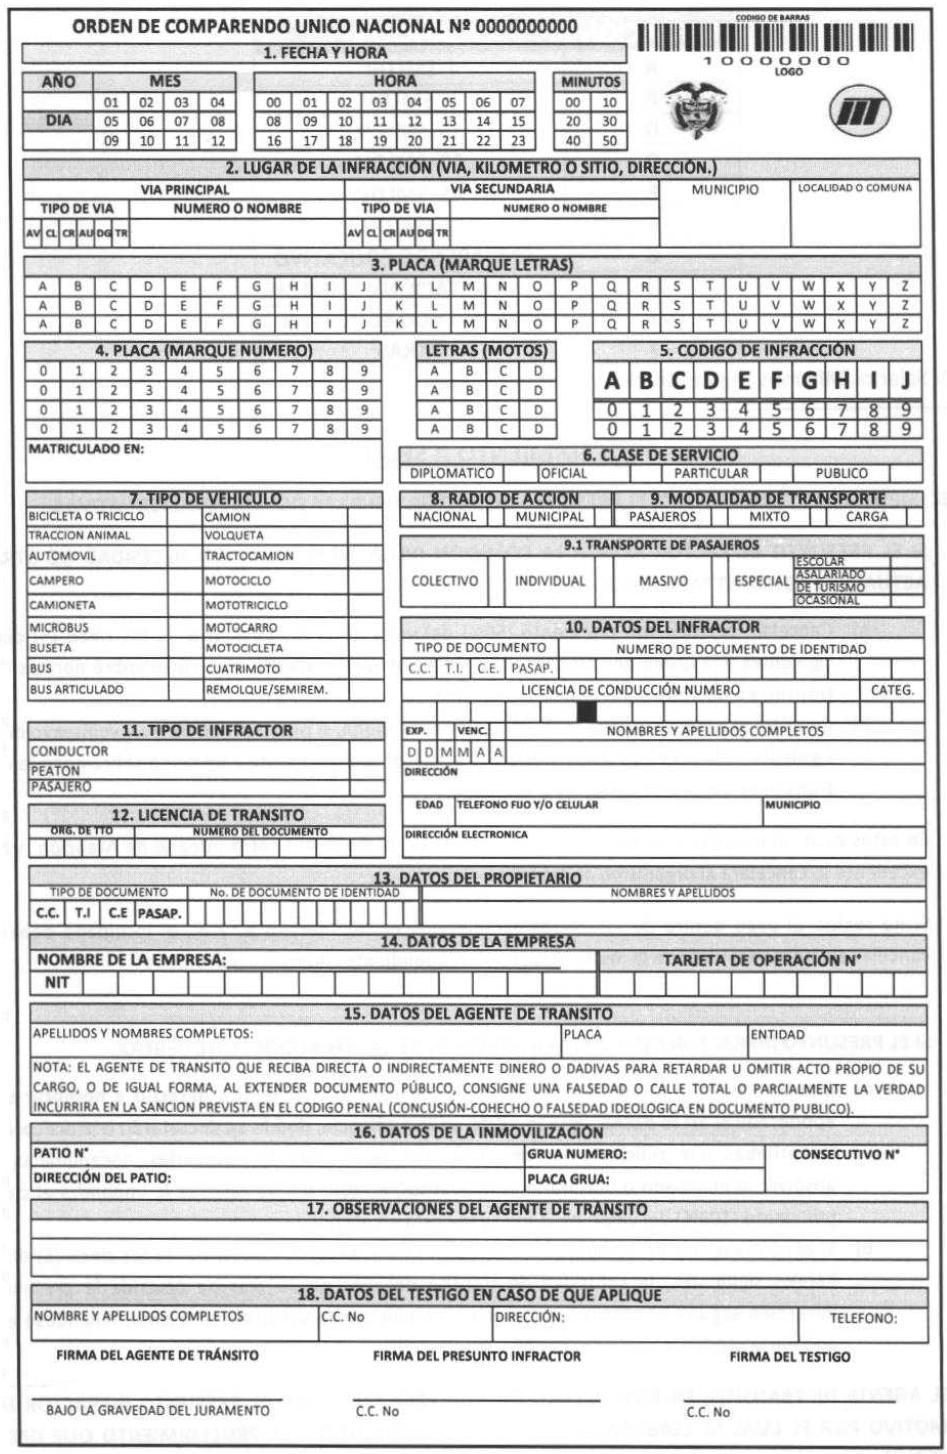 ORDEN DE COMPARENDO UNICO NACIONAL Nº 0000000000
CODIGO DE BARRAS
1 0 0 0 0 0 0 0
LOGO
1. FECHA Y HORA
AÑO MES HORA MINUTOS
01 02 03 04 00 01 02 03 04 05 06 07 00 10
DIA 05 06 07 08 08 09 10 11 12 13 14 15 20 30
09 10 11 12 16 17 18 19 20 21 22 23 40 50
2. LUGAR DE LA INFRACCIÓN (VIA, KILOMETRO O SITIO, DIRECCIÓN.)
VIA PRINCIPAL VIA SECUNDARIA MUNICIPIO LOCALIDAD O COMUNA
TIPO DE VIA NUMERO O NOMBRE TIPO DE VIA NUMERO O NOMBRE
AV CL CR AU DG TR AV CL CR AU DG TR
3. PLACA (MARQUE LETRAS)
A B C D E F G H I J K L M N O P Q R S T U V W X Y Z
A B C D E F G H I J K L M N O P Q R S T U V W X Y Z
A B C D E F G H I J K L M N O P Q R S T U V W X Y Z
4. PLACA (MARQUE NUMERO) LETRAS (MOTOS) 5. CODIGO DE INFRACCIÓN
0 1 2 3 4 5 6 7 8 9 A B C D A B C D E F G H I J
0 1 2 3 4 5 6 7 8 9 A B C D
0 1 2 3 4 5 6 7 8 9 A B C D 0 1 2 3 4 5 6 7 8 9
0 1 2 3 4 5 6 7 8 9 A B C D 0 1 2 3 4 5 6 7 8 9
MATRICULADO EN:
6. CLASE DE SERVICIO
DIPLOMATICO OFICIAL PARTICULAR PUBLICO
7. TIPO DE VEHICULO
BICICLETA O TRICICLO CAMION
TRACCION ANIMAL VOLQUETA
AUTOMOVIL TRACTOCAMION
CAMPERO MOTOCICLO
CAMIONETA MOTOTRICICLO
MICROBUS MOTOCARRO
BUSETA MOTOCICLETA
BUS CUATRIMOTO
BUS ARTICULADO REMOLQUE/SEMIREM.
8. RADIO DE ACCION 9. MODALIDAD DE TRANSPORTE
NACIONAL MUNICIPAL PASAJEROS MIXTO CARGA
9.1 TRANSPORTE DE PASAJEROS
COLECTIVO INDIVIDUAL MASIVO ESPECIAL
ESCOLAR
ASALARIADO
DE TURISMO
OCASIONAL
10. DATOS DEL INFRACTOR
TIPO DE DOCUMENTO NUMERO DE DOCUMENTO DE IDENTIDAD
C.C. T.I. C.E. PASAP.
LICENCIA DE CONDUCCIÓN NUMERO CATEG.
EXP. VENC. NOMBRES Y APELLIDOS COMPLETOS
D D M M A A
DIRECCIÓN
EDAD TELEFONO FIJO Y/O CELULAR MUNICIPIO
DIRECCIÓN ELECTRONICA
11. TIPO DE INFRACTOR
CONDUCTOR
PEATON
PASAJERO
12. LICENCIA DE TRANSITO
ORG. DE TTO NUMERO DEL DOCUMENTO
13. DATOS DEL PROPIETARIO
TIPO DE DOCUMENTO No. DE DOCUMENTO DE IDENTIDAD NOMBRES Y APELLIDOS
C.C. T.I C.E PASAP.
14. DATOS DE LA EMPRESA
NOMBRE DE LA EMPRESA: TARJETA DE OPERACIÓN N°
NIT
15. DATOS DEL AGENTE DE TRANSITO
APELLIDOS Y NOMBRES COMPLETOS: PLACA ENTIDAD
NOTA: EL AGENTE DE TRANSITO QUE RECIBA DIRECTA O INDIRECTAMENTE DINERO O DADIVAS PARA RETARDAR U OMITIR ACTO PROPIO DE SU
CARGO, O DE IGUAL FORMA, AL EXTENDER DOCUMENTO PÚBLICO, CONSIGNE UNA FALSEDAD O CALLE TOTAL O PARCIALMENTE LA VERDAD
INCURRIRA EN LA SANCION PREVISTA EN EL CODIGO PENAL (CONCUSIÓN-COHECHO O FALSEDAD IDEOLOGICA EN DOCUMENTO PUBLICO).
16. DATOS DE LA INMOVILIZACIÓN
PATIO N° GRUA NUMERO: CONSECUTIVO N°
DIRECCIÓN DEL PATIO: PLACA GRUA:
17. OBSERVACIONES DEL AGENTE DE TRÀNSITO
18. DATOS DEL TESTIGO EN CASO DE QUE APLIQUE
NOMBRE Y APELLIDOS COMPLETOS C.C. No DIRECCIÓN: TELEFONO:
FIRMA DEL AGENTE DE TRÁNSITO FIRMA DEL PRESUNTO INFRACTOR FIRMA DEL TESTIGO
BAJO LA GRAVEDAD DEL JURAMENTO C.C. No C.C. No